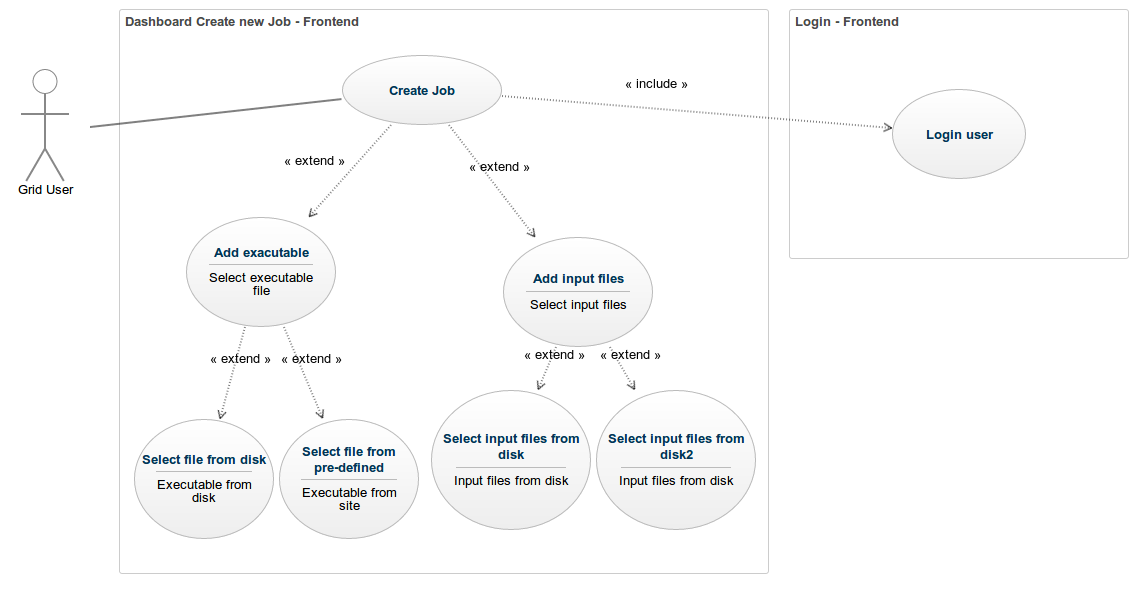 Dashboard Create new Job - Frontend
Login - Frontend
Create Job
« include »
Login user
Grid User
« extend »
« extend »
Add exacutable
Select executable
file
Add input files
Select input files
« extend »
« extend »
« extend »
« extend »
Select file from disk
Executable from
disk
Select file from
pre-defined
Executable from
site
Select input files from
disk
Input files from disk
Select input files from
disk2
Input files from disk